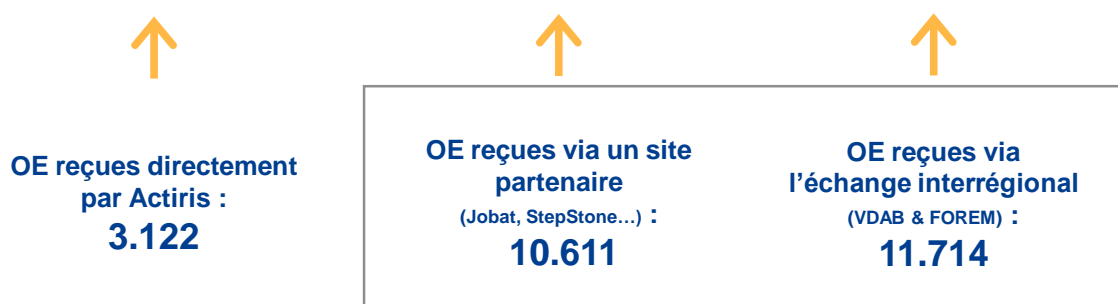 OE reçues directement
par Actiris :
3.122
OE reçues via un site
partenaire
(Jobat, StepStone…) :
10.611
OE reçues via
l’échange interrégional
(VDAB & FOREM) :
11.714